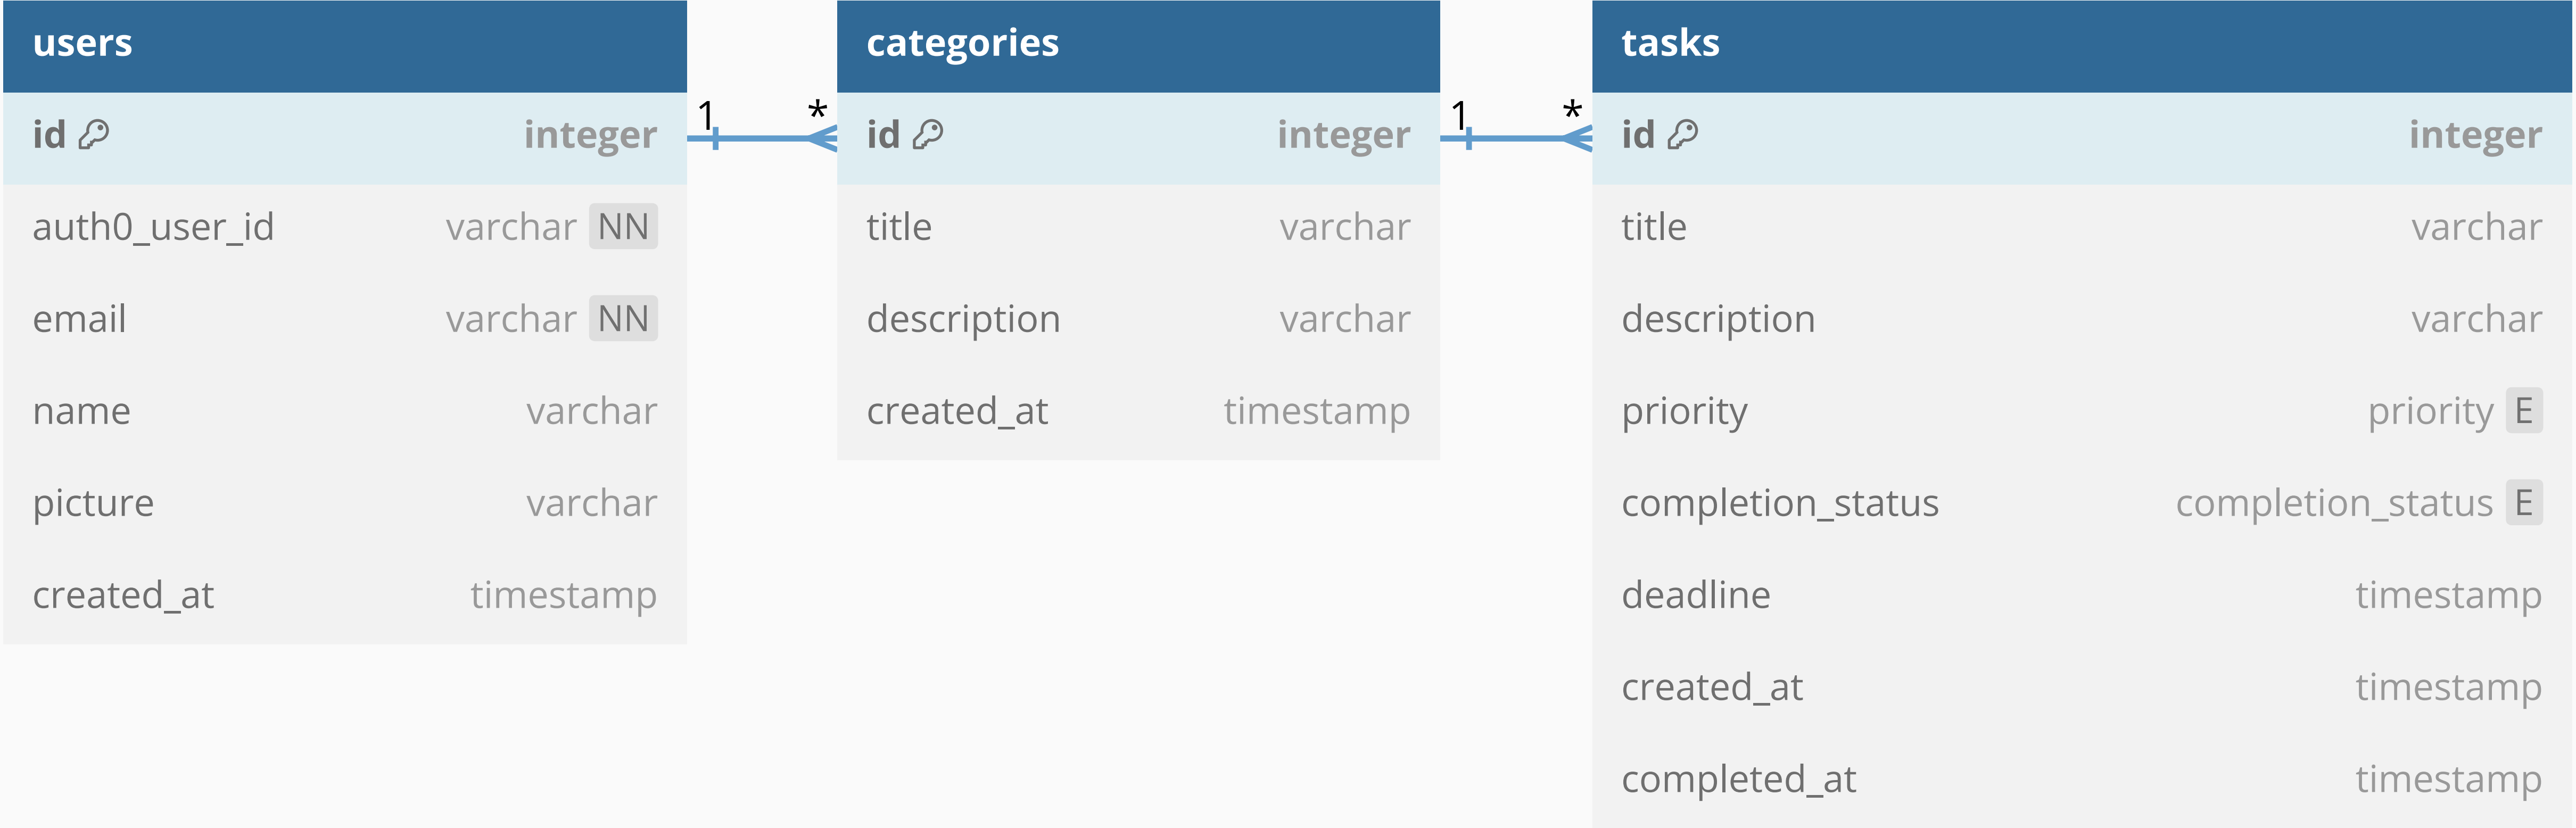 users
id integer
auth0_user_id varchar NN
email varchar NN
name varchar
picture varchar
created_at timestamp
1 *
categories
id integer
title varchar
description varchar
created_at timestamp
1 *
tasks
id integer
title varchar
description varchar
priority priority E
completion_status completion_status E
deadline timestamp
created_at timestamp
completed_at timestamp